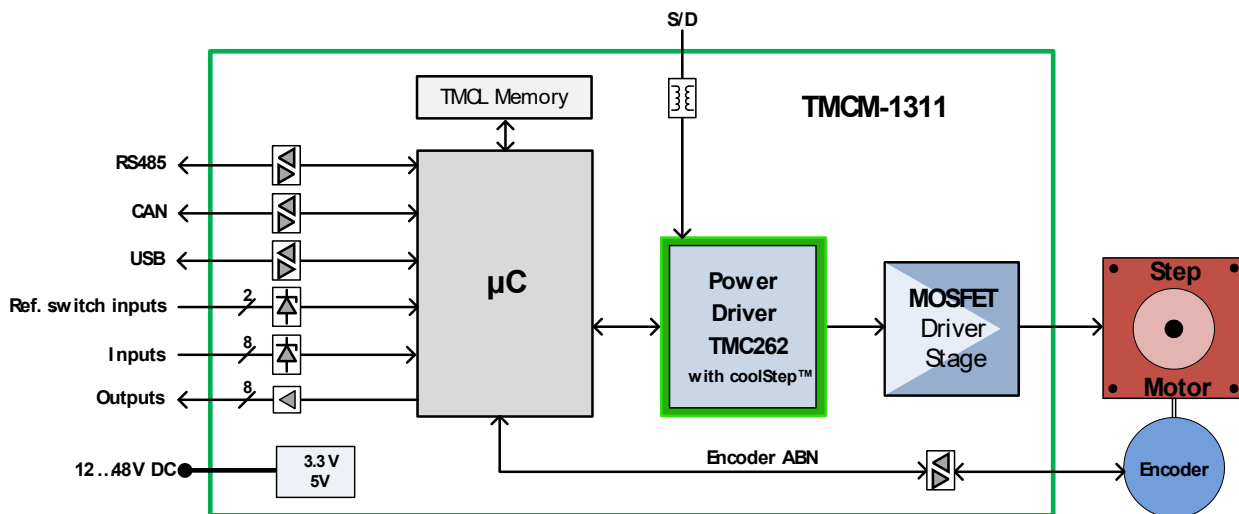 S/D
TMCM-1311
TMCL Memory
RS485
CAN
USB
Ref. switch inputs
2
Inputs
8
Outputs
8
12...48V DC
3.3 V
5V
µC
Power
Driver
TMC262
with coolStep™
MOSFET
Driver
Stage
Step
Motor
Encoder ABN
Encoder